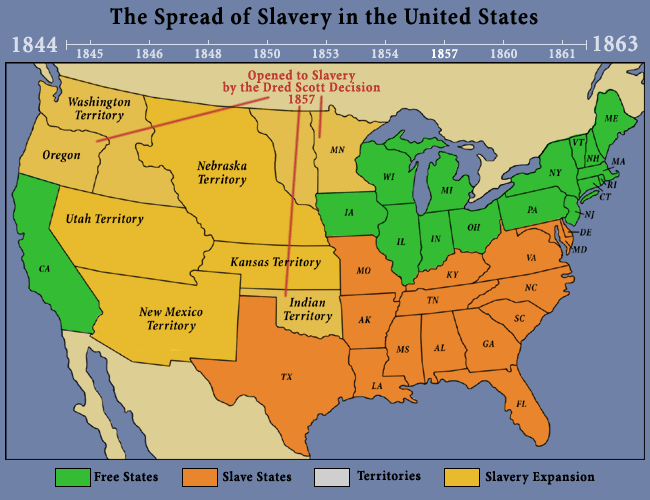 The Spread of Slavery in the United States
1844
1845
1846
1848
1850
1853
1854
1857
1860
1861
1863
Opened to Slavery
by the Dred Scott Decision
1857
Washington
Territory
Oregon
Nebraska
Territory
MN
ME
VT
NH
MA
NY
WI
MI
RI
CT
PA
NJ
Utah Territory
IA
OH
IN
IL
DE
MD
CA
Kansas Territory
MO
KY
VA
NC
Indian
Territory
TN
New Mexico
Territory
AK
SC
MS
AL
GA
TX
LA
FL
Free States
Slave States
Territories
Slavery Expansion